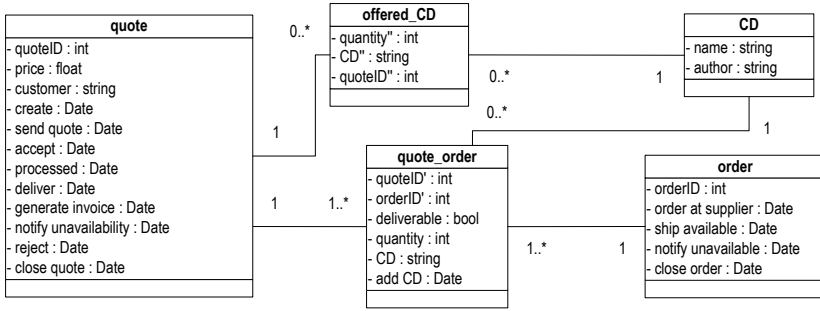 quote
- quoteID : int
- price : float
- customer : string
- create : Date
- send quote : Date
- accept : Date
- processed : Date
- deliver : Date
- generate invoice : Date
- notify unavailability : Date
- reject : Date
- close quote : Date
0..*
1
1
1..*
offered_CD
- quantity" : int
- CD" : string
- quoteID" : int
0..*
1
0..*
1
CD
- name : string
- author : string
quote_order
- quoteID' : int
- orderID' : int
- deliverable : bool
- quantity : int
- CD : string
- add CD : Date
1..*
1
order
- orderID : int
- order at supplier : Date
- ship available : Date
- notify unavailable : Date
- close order : Date